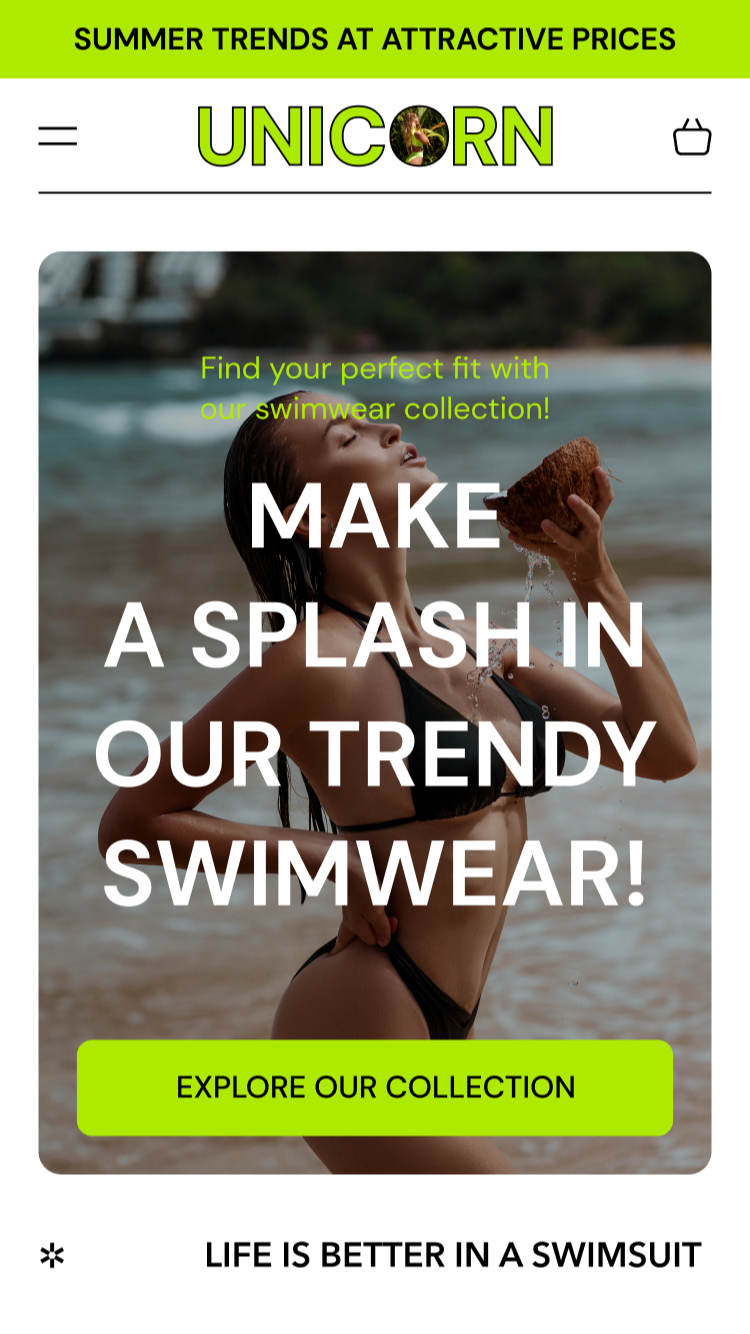 SUMMER TRENDS AT ATTRACTIVE PRICES
UNICORN
Find your perfect fit with
our swimwear collection!
MAKE
A SPLASH IN
OUR TRENDY
SWIMWEAR!
EXPLORE OUR COLLECTION
LIFE IS BETTER IN A SWIMSUIT